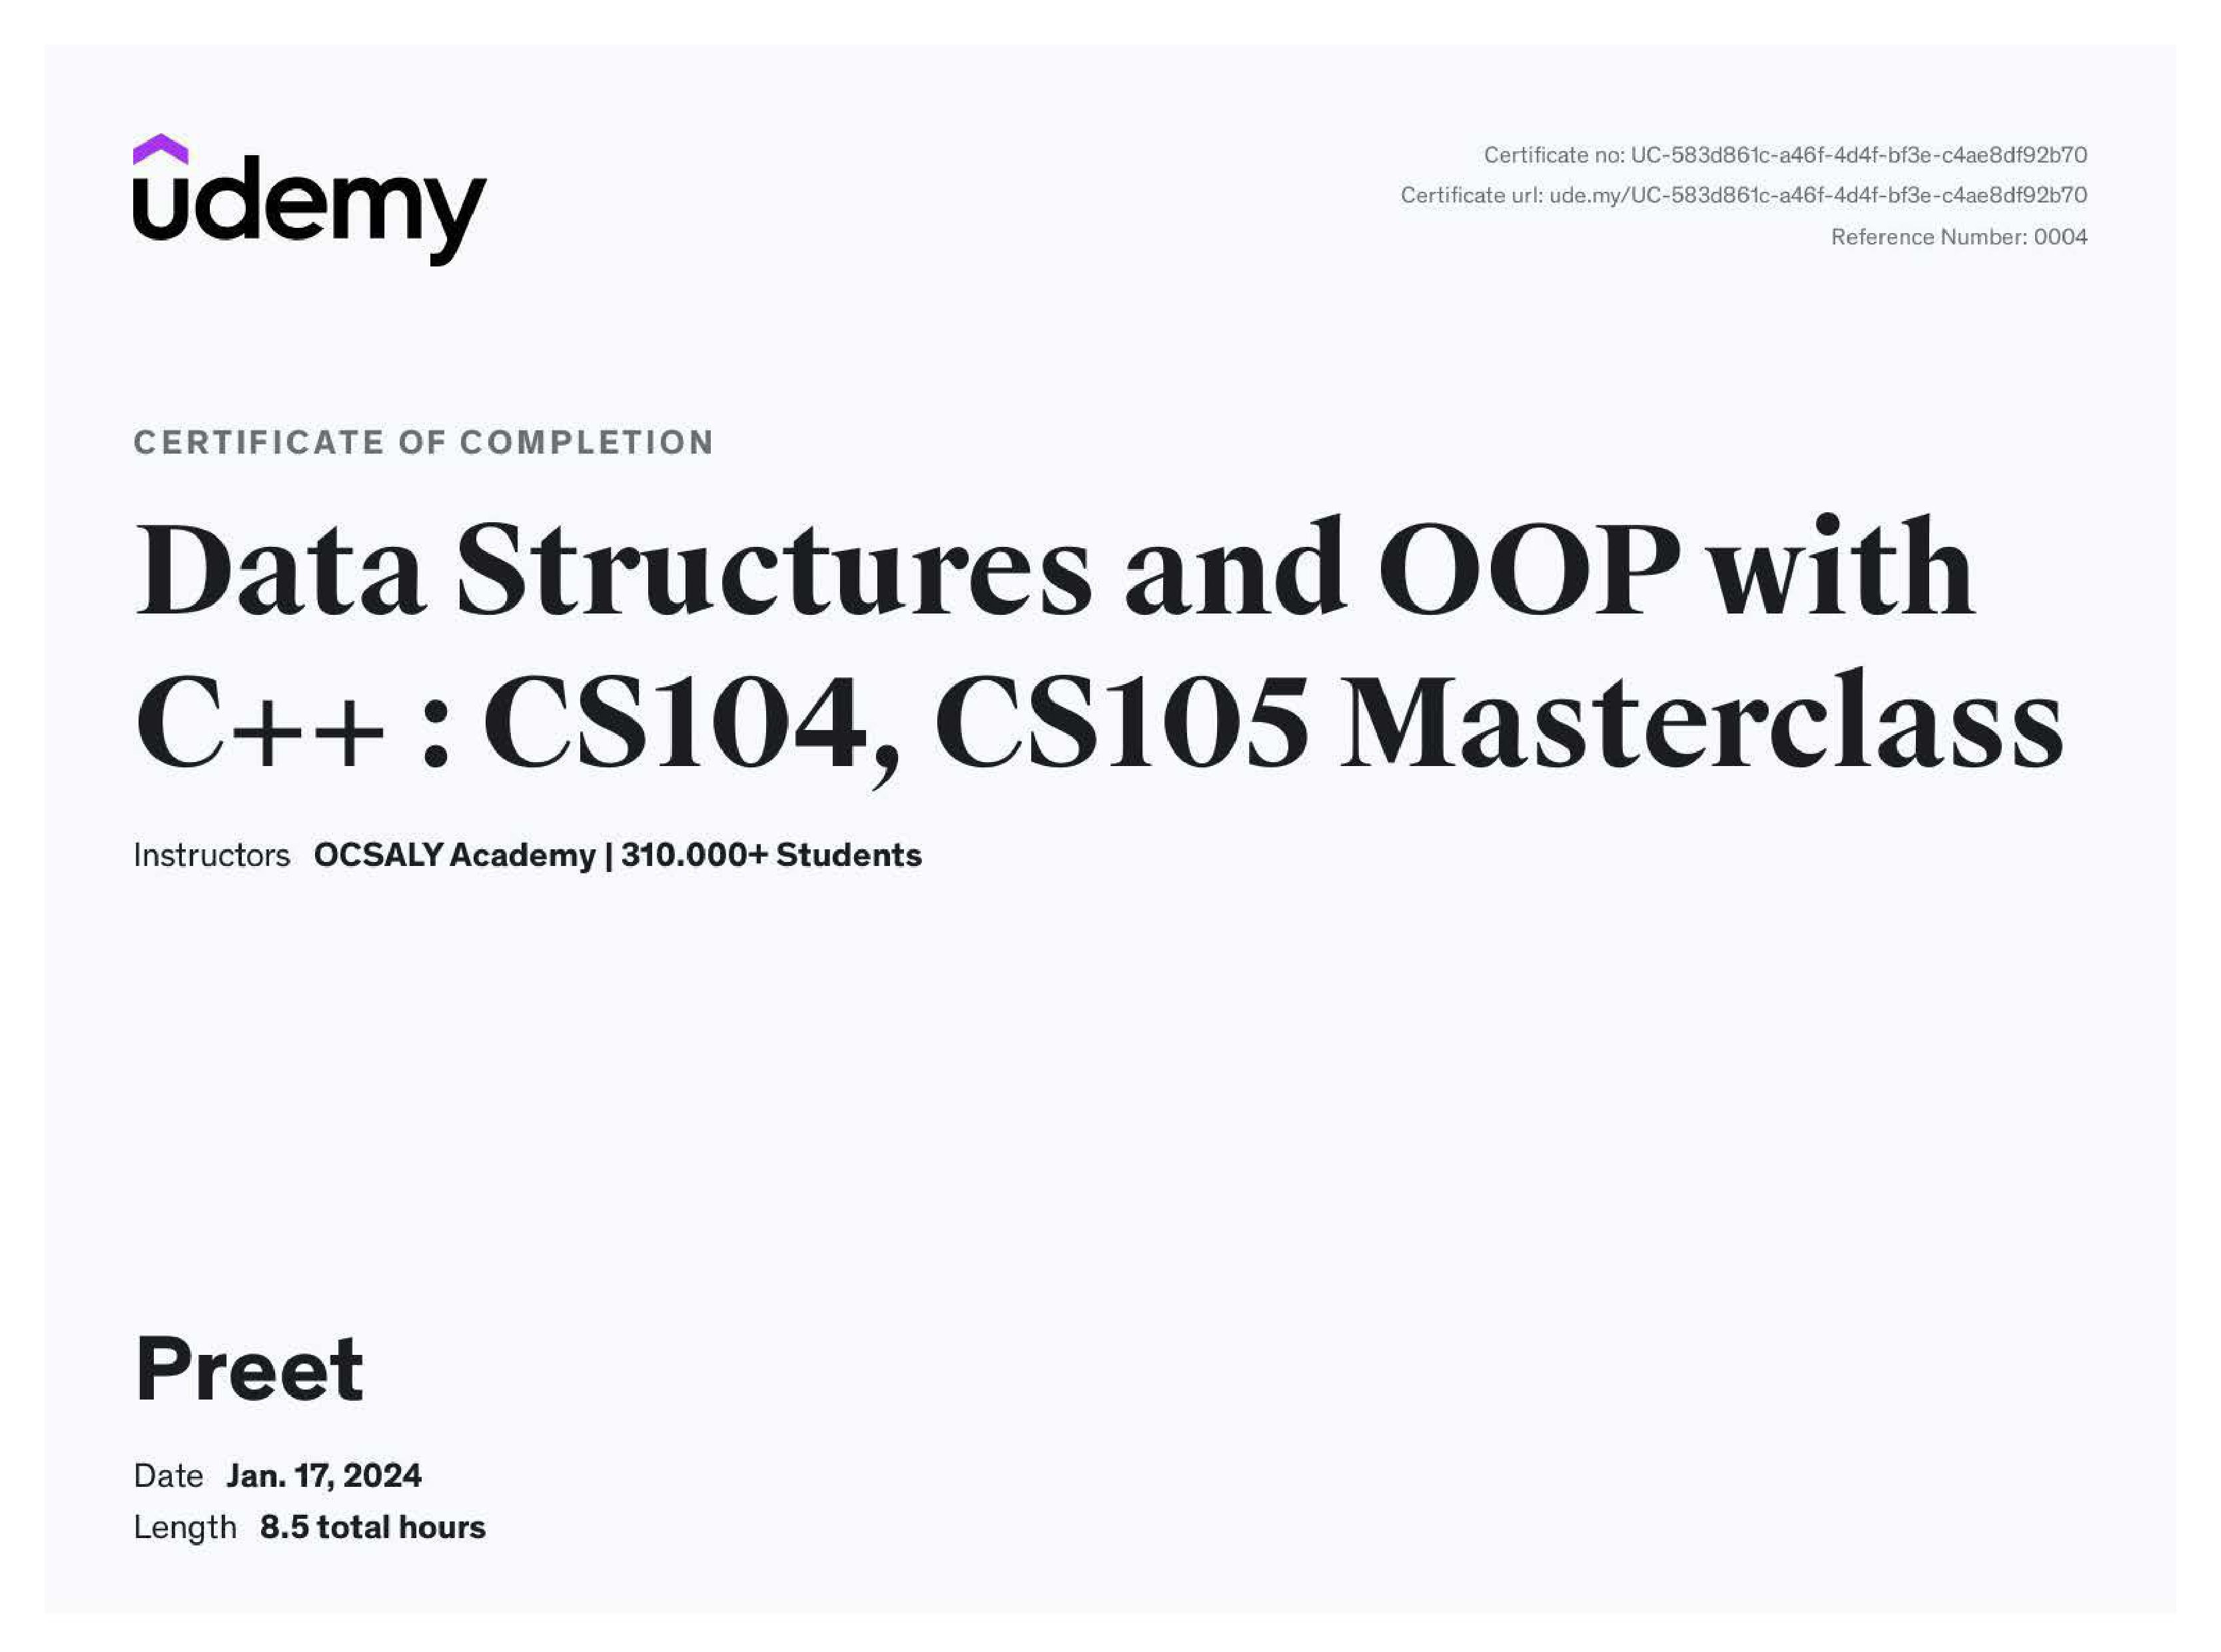 udemy
Certificate no: UC-583d861c-a46f-4d4f-bf3e-c4ae8df92b70
Certificate url: ude.my/UC-583d861c-a46f-4d4f-bf3e-c4ae8df92b70
Reference Number: 0004
CERTIFICATE OF COMPLETION
Data Structures and OOP with
C++ : CS104, CS105 Masterclass
Instructors OCSALY Academy | 310.000+ Students
Preet
Date Jan. 17, 2024
Length 8.5 total hours